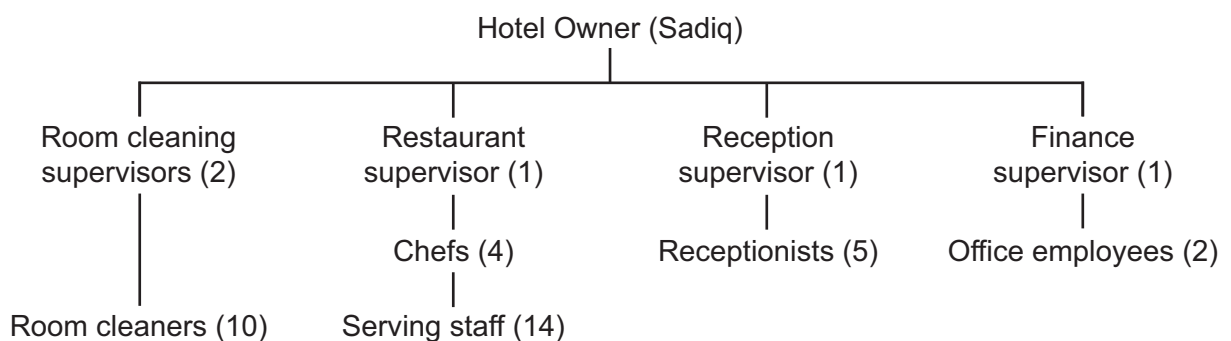 Hotel Owner (Sadiq)
Room cleaning
supervisors (2)
Restaurant
supervisor (1)
Reception
supervisor (1)
Finance
supervisor (1)
Chefs (4)
Receptionists (5)
Office employees (2)
Room cleaners (10)
Serving staff (14)